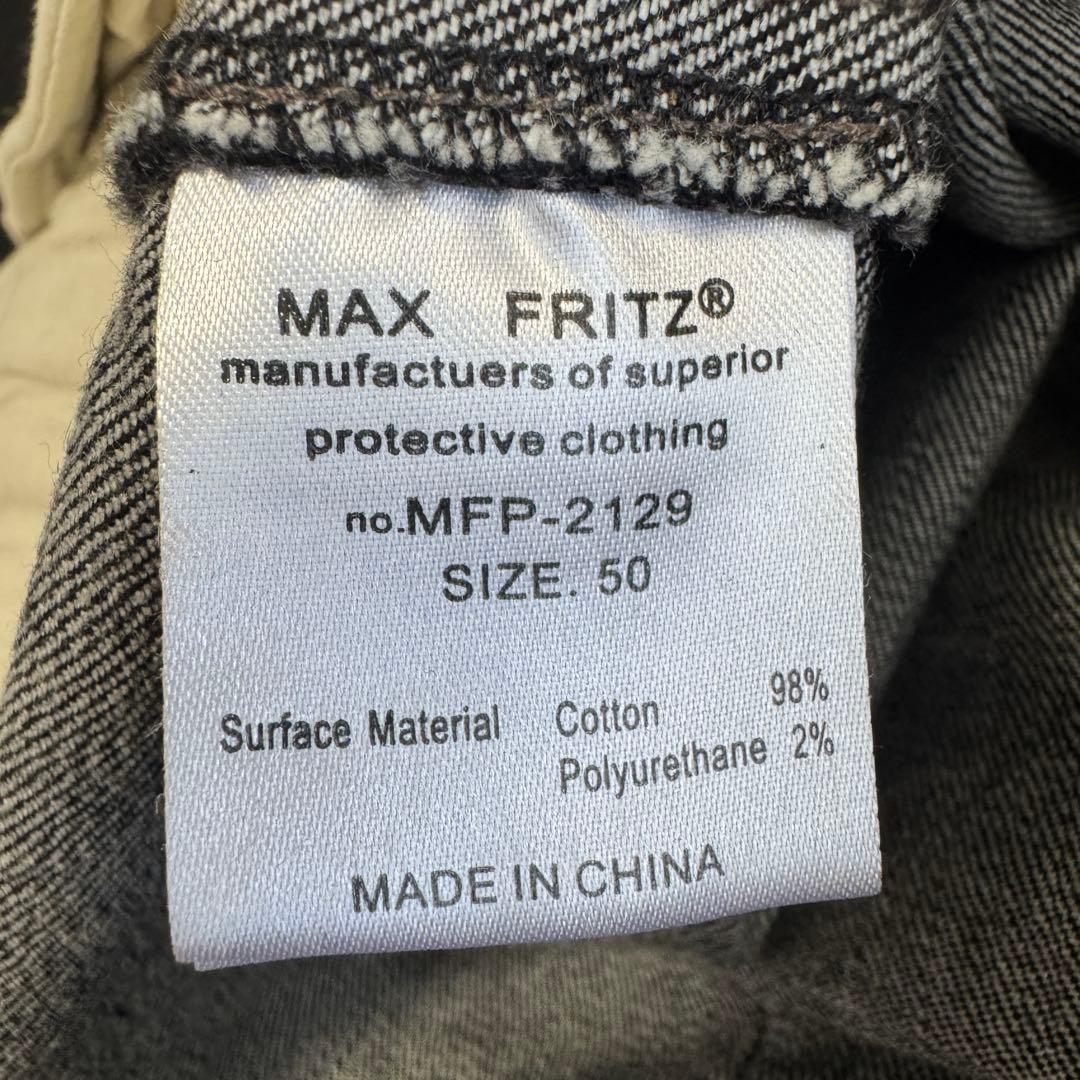 MAX FRITZ®
manufactuers of superior
protective clothing
no.MFP-2129
SIZE. 50
Surface Material Cotton 98%
Polyurethane 2%
MADE IN CHINA